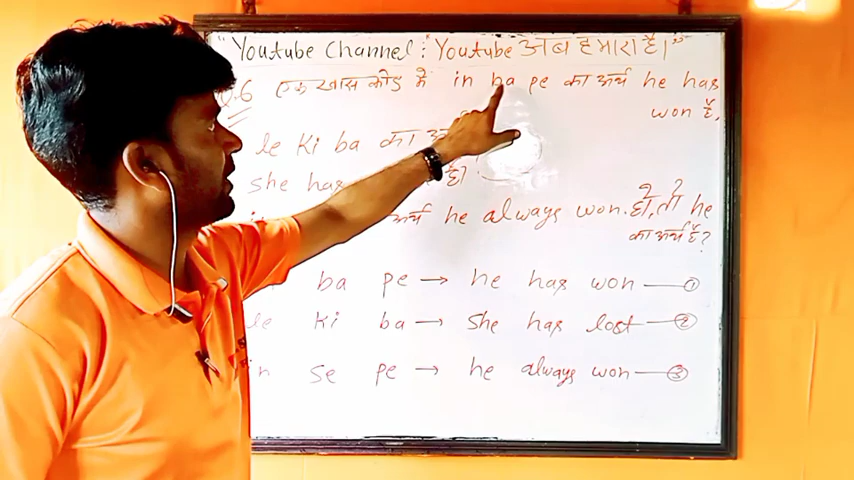 "Youtube Channel: "Youtube अब हमारा है।"
Q.6 एक खास कोड में in ba pe का अर्थ he has
won है,
le Ki ba का
she has है।
अर्थ he always won. हो, तो he
का अर्थ है?
ba pe → he has won — ①
le Ki ba → She has lost — ②
in se pe → he always won — ③